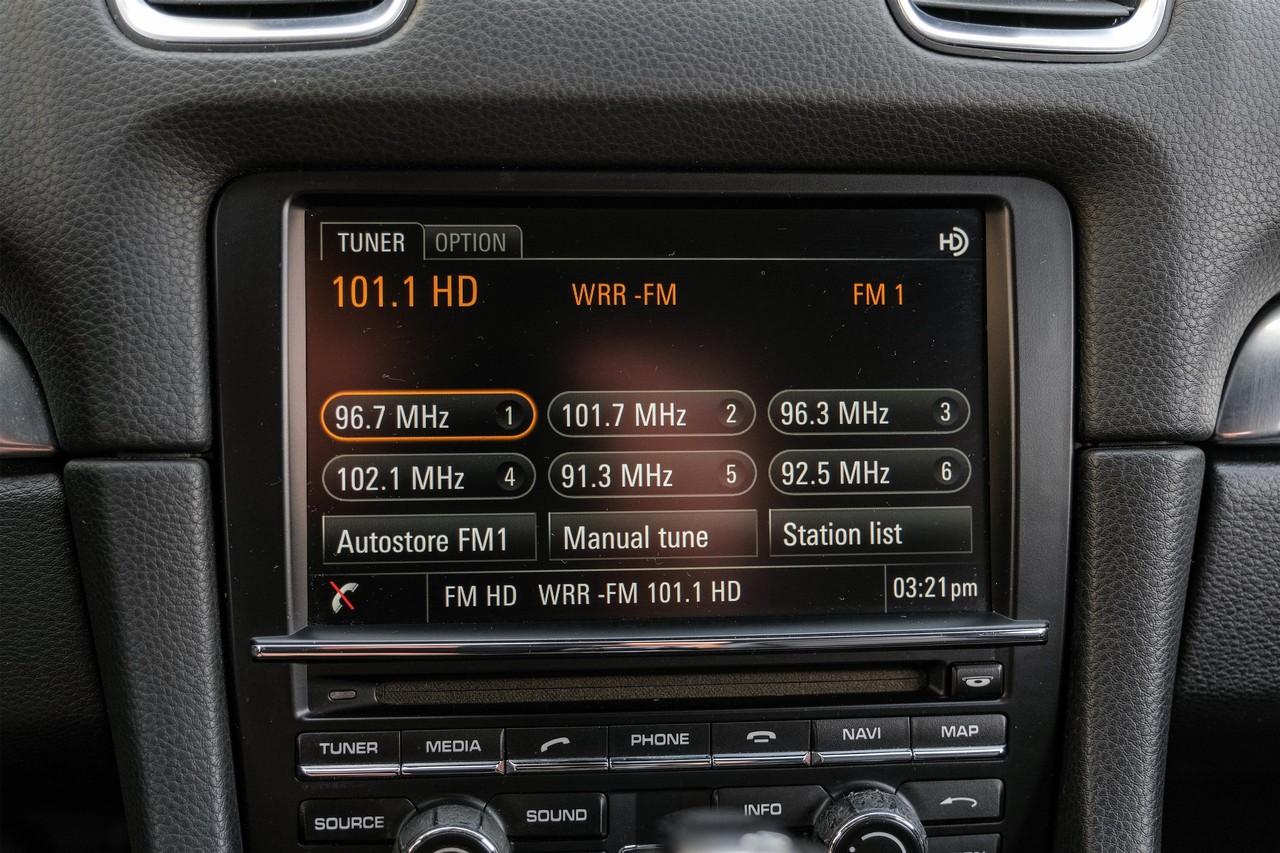 TUNER OPTION HD
101.1 HD WRR -FM FM 1
96.7 MHz 1 101.7 MHz 2 96.3 MHz 3
102.1 MHz 4 91.3 MHz 5 92.5 MHz 6
Autostore FM1 Manual tune Station list
FM HD WRR -FM 101.1 HD 03:21pm
TUNER MEDIA PHONE NAVI MAP
SOURCE SOUND INFO